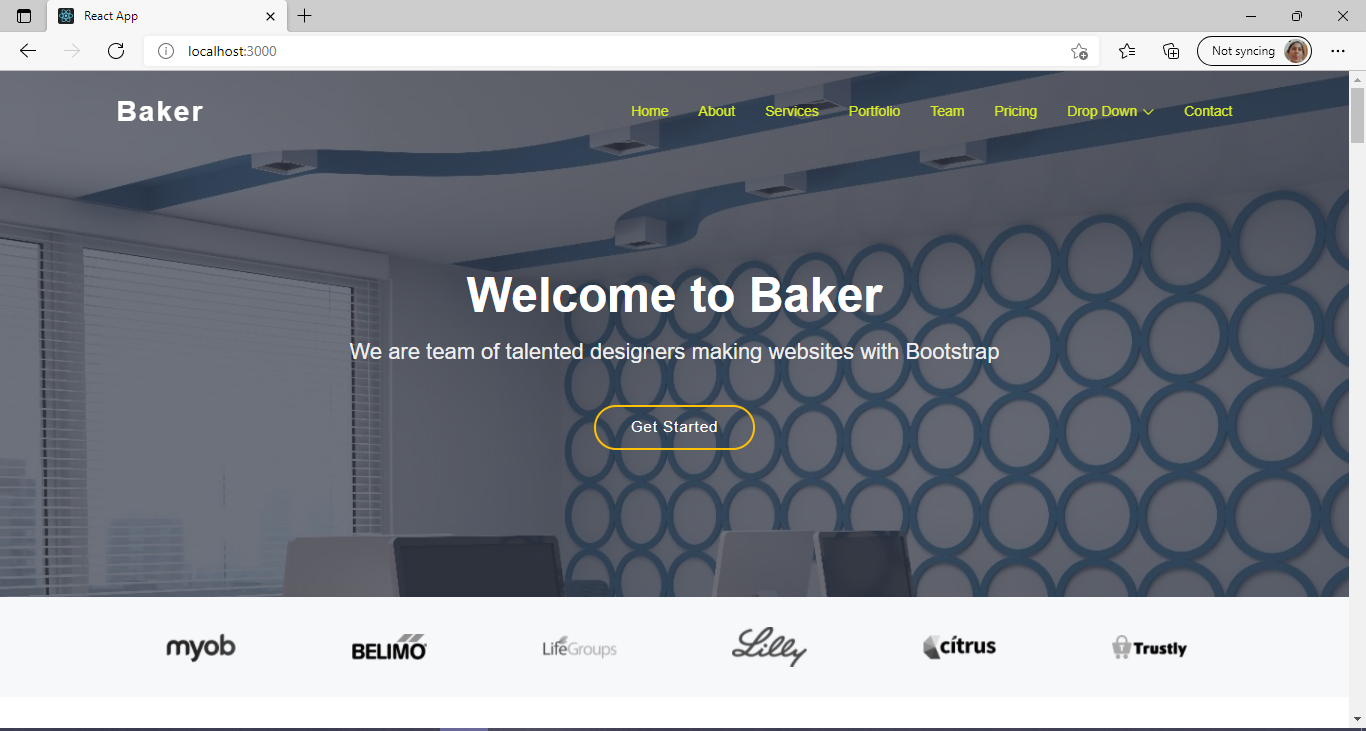 React App
localhost:3000
Not syncing
Baker
Home About Services Portfolio Team Pricing Drop Down Contact
Welcome to Baker
We are team of talented designers making websites with Bootstrap
Get Started
myob BELIMO LifeGroups Lilly cítrus Trustly